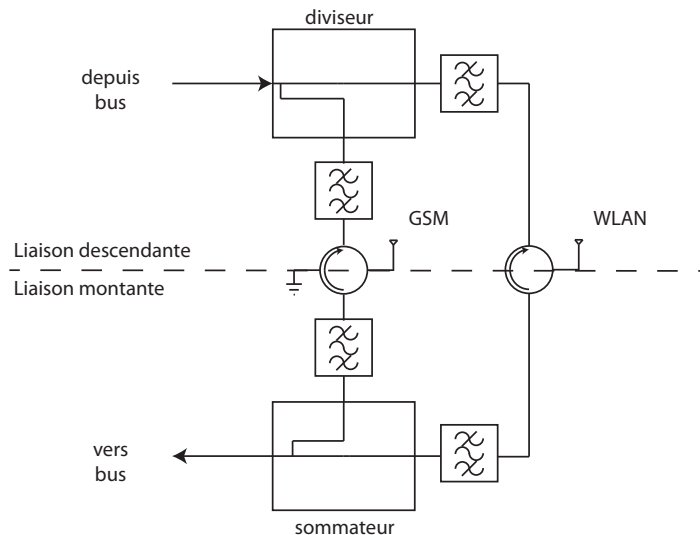 diviseur
depuis
bus
GSM
WLAN
Liaison descendante
Liaison montante
vers
bus
sommateur